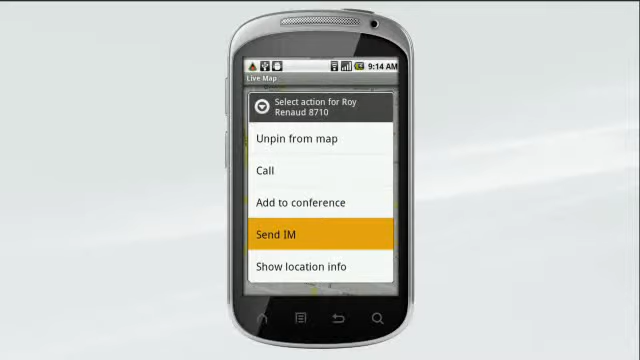 9:14 AM
Live Map
Select action for Roy
Renaud 8710
Unpin from map
Call
Add to conference
Send IM
Show location info